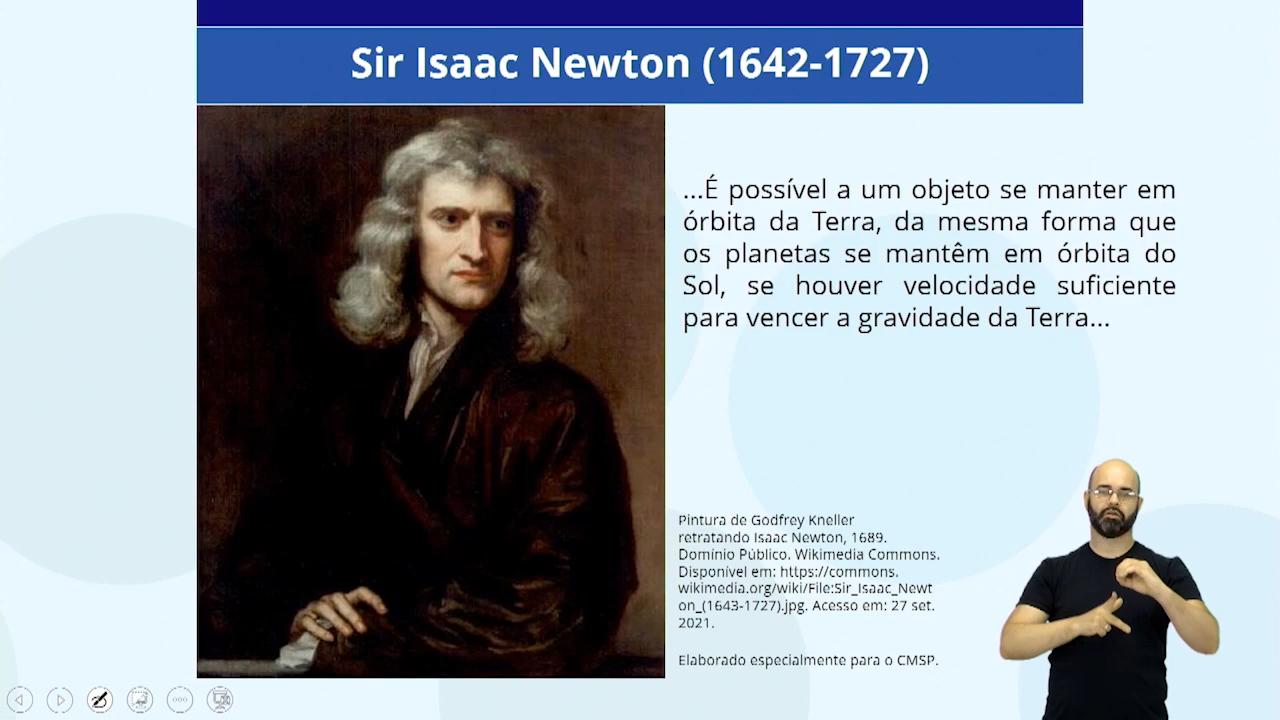 Sir Isaac Newton (1642-1727)
...É possível a um objeto se manter em
órbita da Terra, da mesma forma que
os planetas se mantêm em órbita do
Sol, se houver velocidade suficiente
para vencer a gravidade da Terra...
Pintura de Godfrey Kneller
retratando Isaac Newton, 1689.
Domínio Público. Wikimedia Commons.
Disponível em: https://commons.
wikimedia.org/wiki/File:Sir_Isaac_Newt
on_(1643-1727).jpg. Acesso em: 27 set.
2021.
Elaborado especialmente para o CMSP.